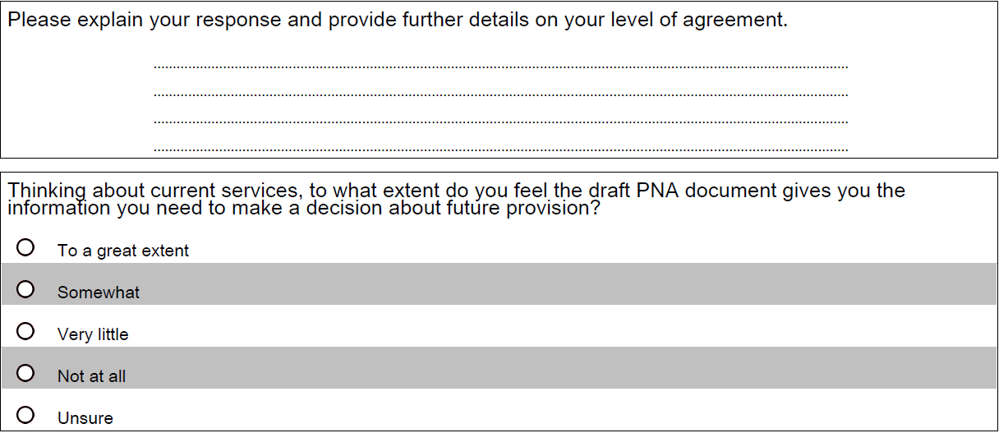 Please explain your response and provide further details on your level of agreement.
Thinking about current services, to what extent do you feel the draft PNA document gives you the
information you need to make a decision about future provision?
To a great extent
Somewhat
Very little
Not at all
Unsure